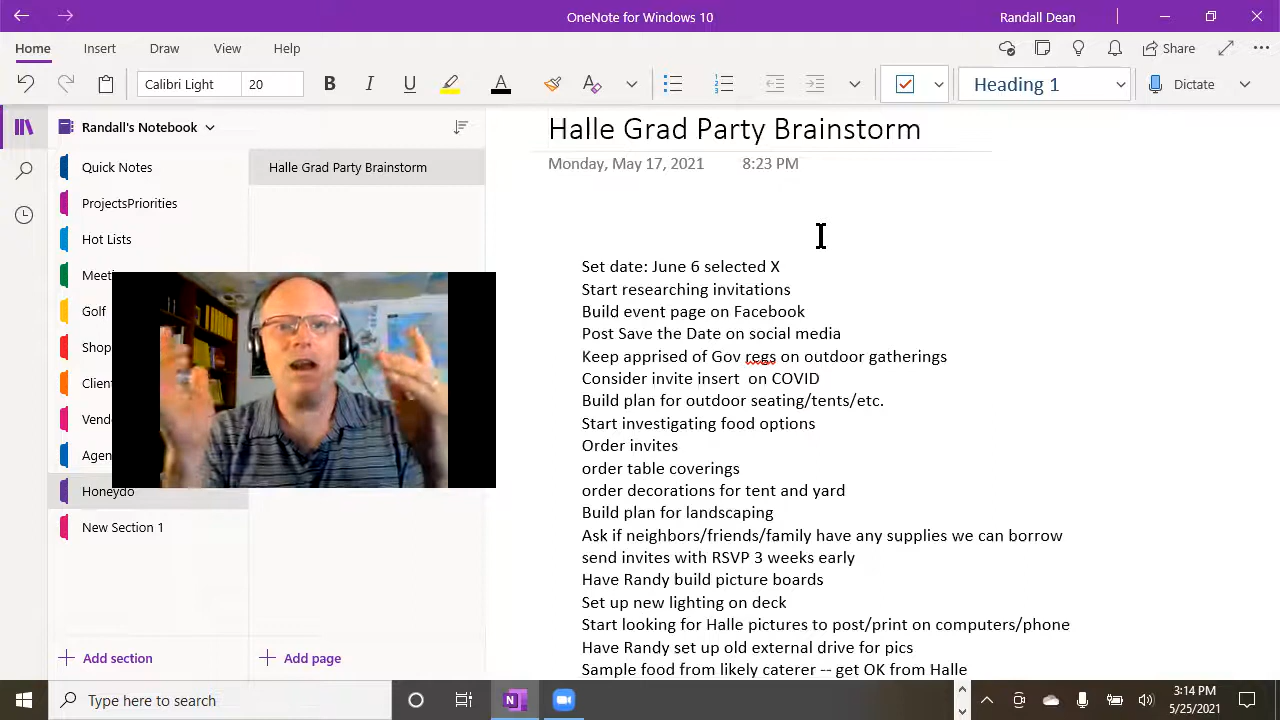 OneNote for Windows 10
Randall Dean
Home
Insert
Draw
View
Help
Share
Calibri Light
20
B
I
U
A
A
Heading 1
Dictate
Randall's Notebook
Quick Notes
ProjectsPriorities
Hot Lists
Meeti
Golf
Shop
Client
Vend
Agen
Honeydo
New Section 1
Add section
Halle Grad Party Brainstorm
Add page
Halle Grad Party Brainstorm
Monday, May 17, 2021 8:23 PM
Set date: June 6 selected X
Start researching invitations
Build event page on Facebook
Post Save the Date on social media
Keep apprised of Gov regs on outdoor gatherings
Consider invite insert  on COVID
Build plan for outdoor seating/tents/etc.
Start investigating food options
Order invites
order table coverings
order decorations for tent and yard
Build plan for landscaping
Ask if neighbors/friends/family have any supplies we can borrow
send invites with RSVP 3 weeks early
Have Randy build picture boards
Set up new lighting on deck
Start looking for Halle pictures to post/print on computers/phone
Have Randy set up old external drive for pics
Sample food from likely caterer -- get OK from Halle
Type here to search
3:14 PM
5/25/2021